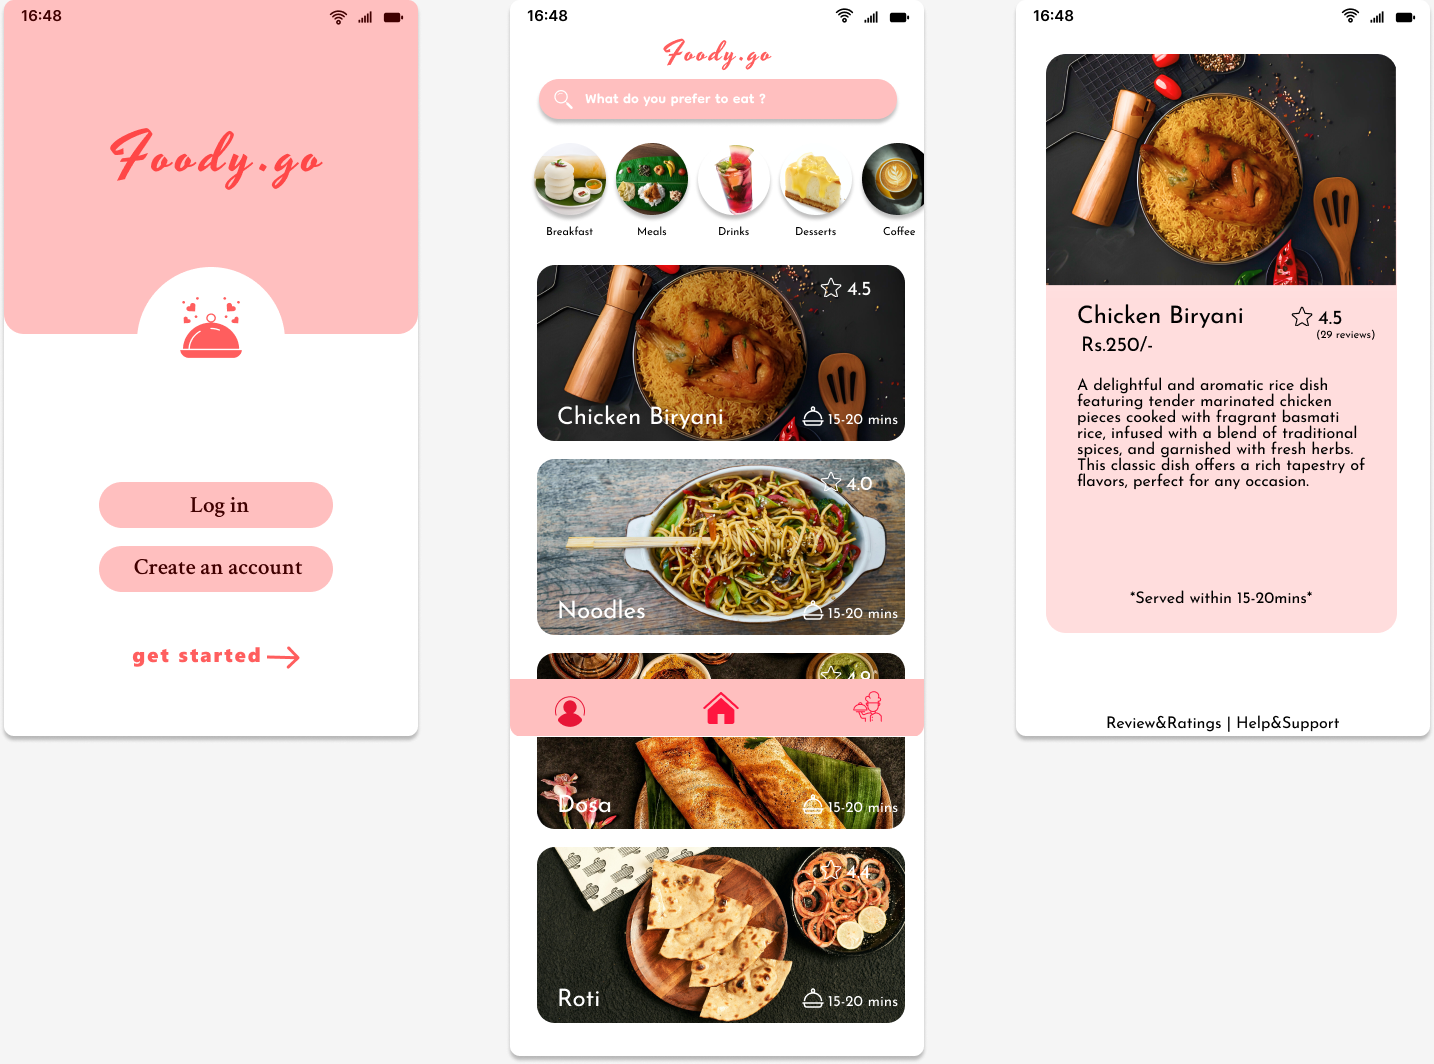 16:48
Foody.go
Log in
Create an account
get started
16:48
Foody.go
What do you prefer to eat ?
Breakfast
Meals
Drinks
Desserts
Coffee
4.5
Chicken Biryani
15-20 mins
4.0
Noodles
15-20 mins
4.9
Dosa
15-20 mins
4.4
Roti
15-20 mins
16:48
Chicken Biryani
4.5
(29 reviews)
Rs.250/-
A delightful and aromatic rice dish
featuring tender marinated chicken
pieces cooked with fragrant basmati
rice, infused with a blend of traditional
spices, and garnished with fresh herbs.
This classic dish offers a rich tapestry of
flavors, perfect for any occasion.
*Served within 15-20mins*
Review&Ratings | Help&Support